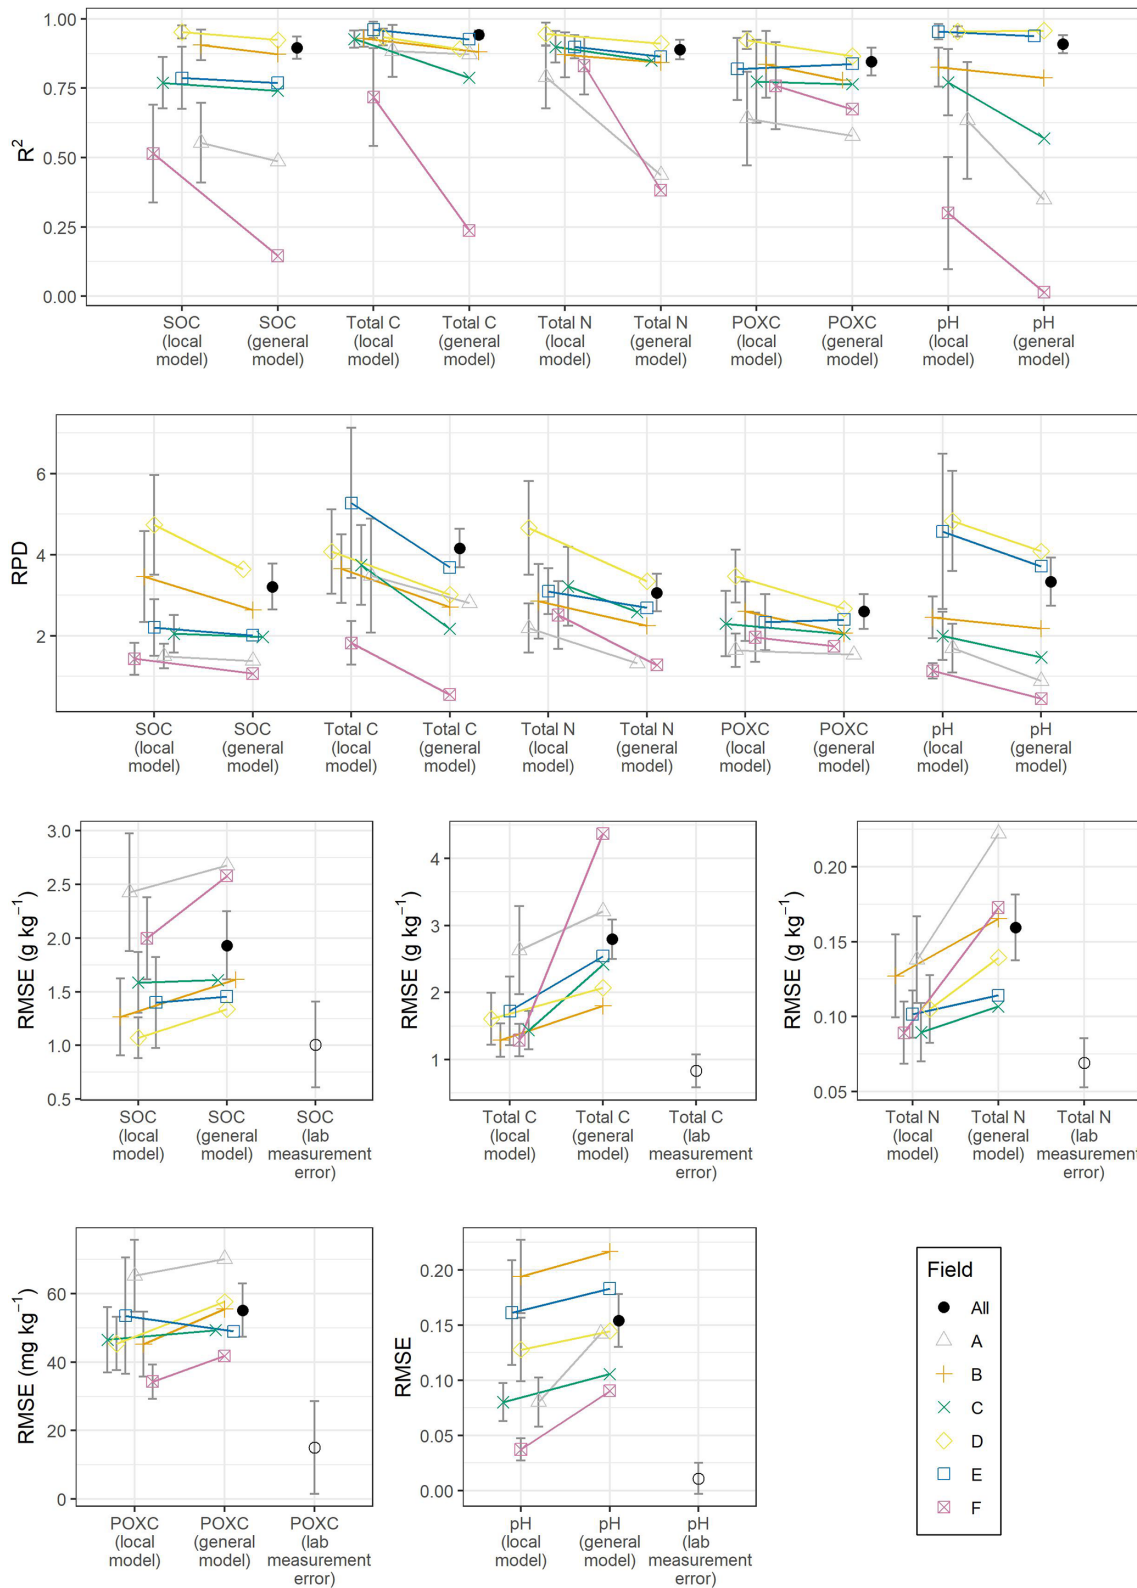 1.00
0.75
0.50
0.25
0.00
R²
SOC
(local
model)
SOC
(general
model)
Total C
(local
model)
Total C
(general
model)
Total N
(local
model)
Total N
(general
model)
POXC
(local
model)
POXC
(general
model)
pH
(local
model)
pH
(general
model)
6
4
2
RPD
SOC
(local
model)
SOC
(general
model)
Total C
(local
model)
Total C
(general
model)
Total N
(local
model)
Total N
(general
model)
POXC
(local
model)
POXC
(general
model)
pH
(local
model)
pH
(general
model)
3.0
2.5
2.0
1.5
1.0
0.5
RMSE (g kg⁻¹)
SOC
(local
model)
SOC
(general
model)
SOC
(lab
measurement
error)
4
3
2
1
RMSE (g kg⁻¹)
Total C
(local
model)
Total C
(general
model)
Total C
(lab
measurement
error)
0.20
0.15
0.10
0.05
RMSE (g kg⁻¹)
Total N
(local
model)
Total N
(general
model)
Total N
(lab
measurement
error)
60
40
20
0
RMSE (mg kg⁻¹)
POXC
(local
model)
POXC
(general
model)
POXC
(lab
measurement
error)
0.20
0.15
0.10
0.05
0.00
RMSE
pH
(local
model)
pH
(general
model)
pH
(lab
measurement
error)
Field
All
A
B
C
D
E
F